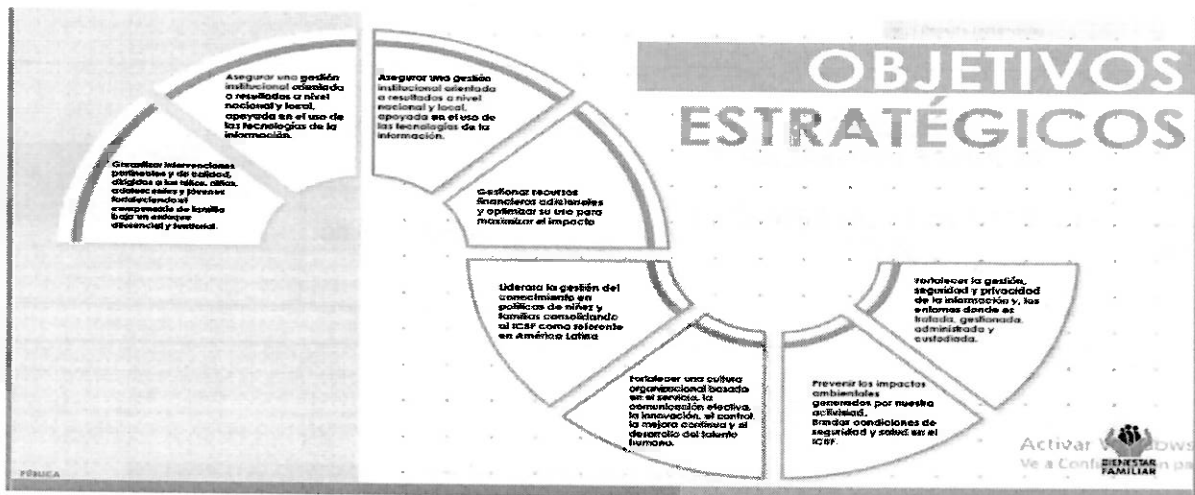 OBJETIVOS
ESTRATÉGICOS
Garantizar intervenciones
pertinentes y de calidad,
dirigidas a los niños, niñas,
adolescentes y jóvenes
fortaleciendo el
componente de familia
bajo un enfoque
diferencial y territorial.
Asegurar una gestión
institucional orientada
a resultados a nivel
nacional y local,
apoyada en el uso de
las tecnologías de la
información.
Asegurar una gestión
institucional orientada
a resultados a nivel
nacional y local,
apoyada en el uso de
las tecnologías de la
información.
Gestionar recursos
financieros adicionales
y optimizar su uso para
maximizar el impacto
Liderara la gestión del
conocimiento en
políticas de niñez y
familias consolidando
al ICBF como referente
en América Latina
Fortalecer una cultura
organizacional basada
en el servicio, la
comunicación efectiva,
la innovación, el control,
la mejora continua y el
desarrollo del talento
humano.
Prevenir los impactos
ambientales
generados por nuestra
actividad.
Brindar condiciones de
seguridad y salud en el
ICBF.
Fortalecer la gestión,
seguridad y privacidad
de la información y, los
entornos donde es
tratada, gestionada,
administrada y
custodiada.
Activar
Ve a
BIENESTAR
FAMILIAR
PÚBLICA